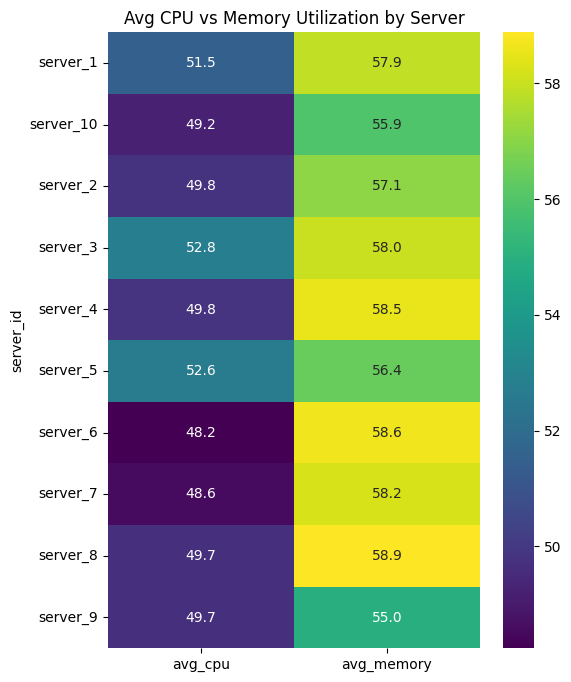 Avg CPU vs Memory Utilization by Server
server_id
server_1 51.5 57.9
server_10 49.2 55.9
server_2 49.8 57.1
server_3 52.8 58.0
server_4 49.8 58.5
server_5 52.6 56.4
server_6 48.2 58.6
server_7 48.6 58.2
server_8 49.7 58.9
server_9 49.7 55.0
avg_cpu avg_memory
58
56
54
52
50